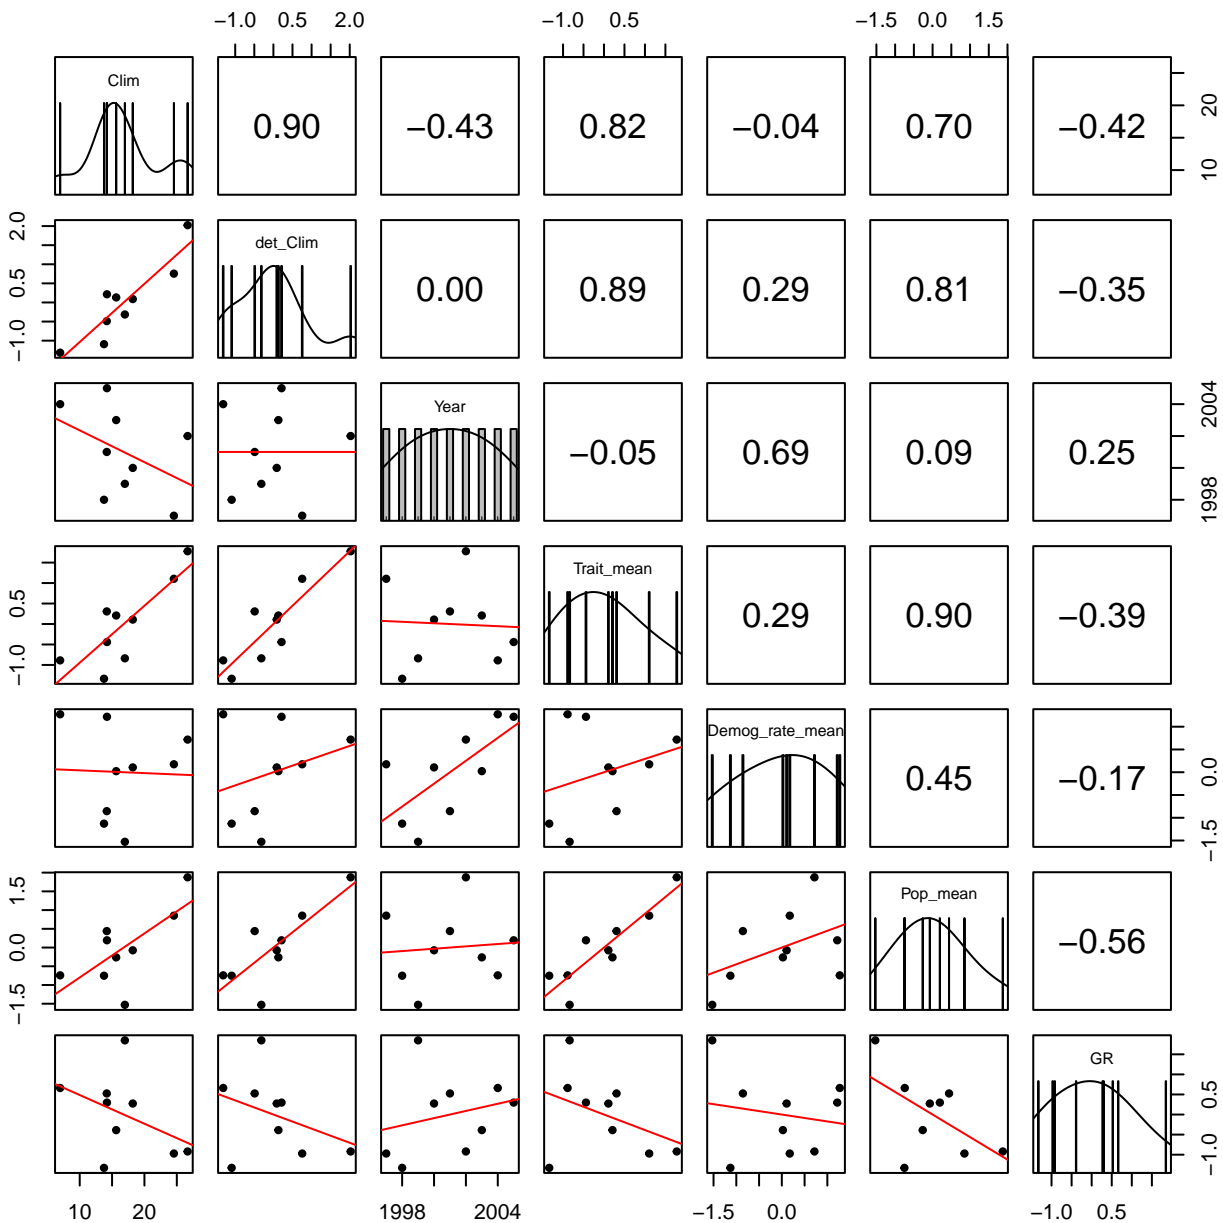 −1.0 0.5 2.0 −1.0 0.5 −1.5 0.0 1.5
Clim 0.90 −0.43 0.82 −0.04 0.70 −0.42 10 20
−1.0 0.5 2.0 det_Clim 0.00 0.89 0.29 0.81 −0.35
Year −0.05 0.69 0.09 0.25 1998 2004
−1.0 0.5 Trait_mean 0.29 0.90 −0.39
Demog_rate_mean 0.45 −0.17 −1.5 0.0
−1.5 0.0 1.5 Pop_mean −0.56
GR −1.0 0.5
10 20 1998 2004 −1.5 0.0 −1.0 0.5